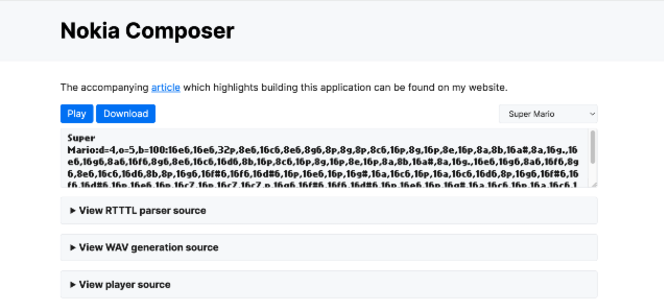 Nokia Composer
The accompanying article which highlights building this application can be found on my website.
Play Download Super Mario
Super
Mario:d=4,o=5,b=100:16e6,16e6,32p,8e6,16c6,8e6,8g6,8p,8g,8p,8c6,16p,8g,16p,8e,16p,8a,8b,16a#,8a,16g.,16
e6,16g6,8a6,16f6,8g6,8e6,16c6,16d6,8b,16p,8c6,16p,8g,16p,8e,16p,8a,8b,16a#,8a,16g.,16e6,16g6,8a6,16f6,8g
6,8e6,16c6,16d6,8b,8p,16g6,16f#6,16f6,16d#6,16p,16e6,16p,16g#,16a,16c6,16p,16a,16c6,16d6,8p,16g6,16f#6,16
f6,16d#6,16p,16e6,16p,16c7,16p,16c7,16c7,p,16g6,16f#6,16f6,16d#6,16p,16e6,16p,16g#,16a,16c6,16p,16a,16c6,1
▶ View RTTTL parser source
▶ View WAV generation source
▶ View player source